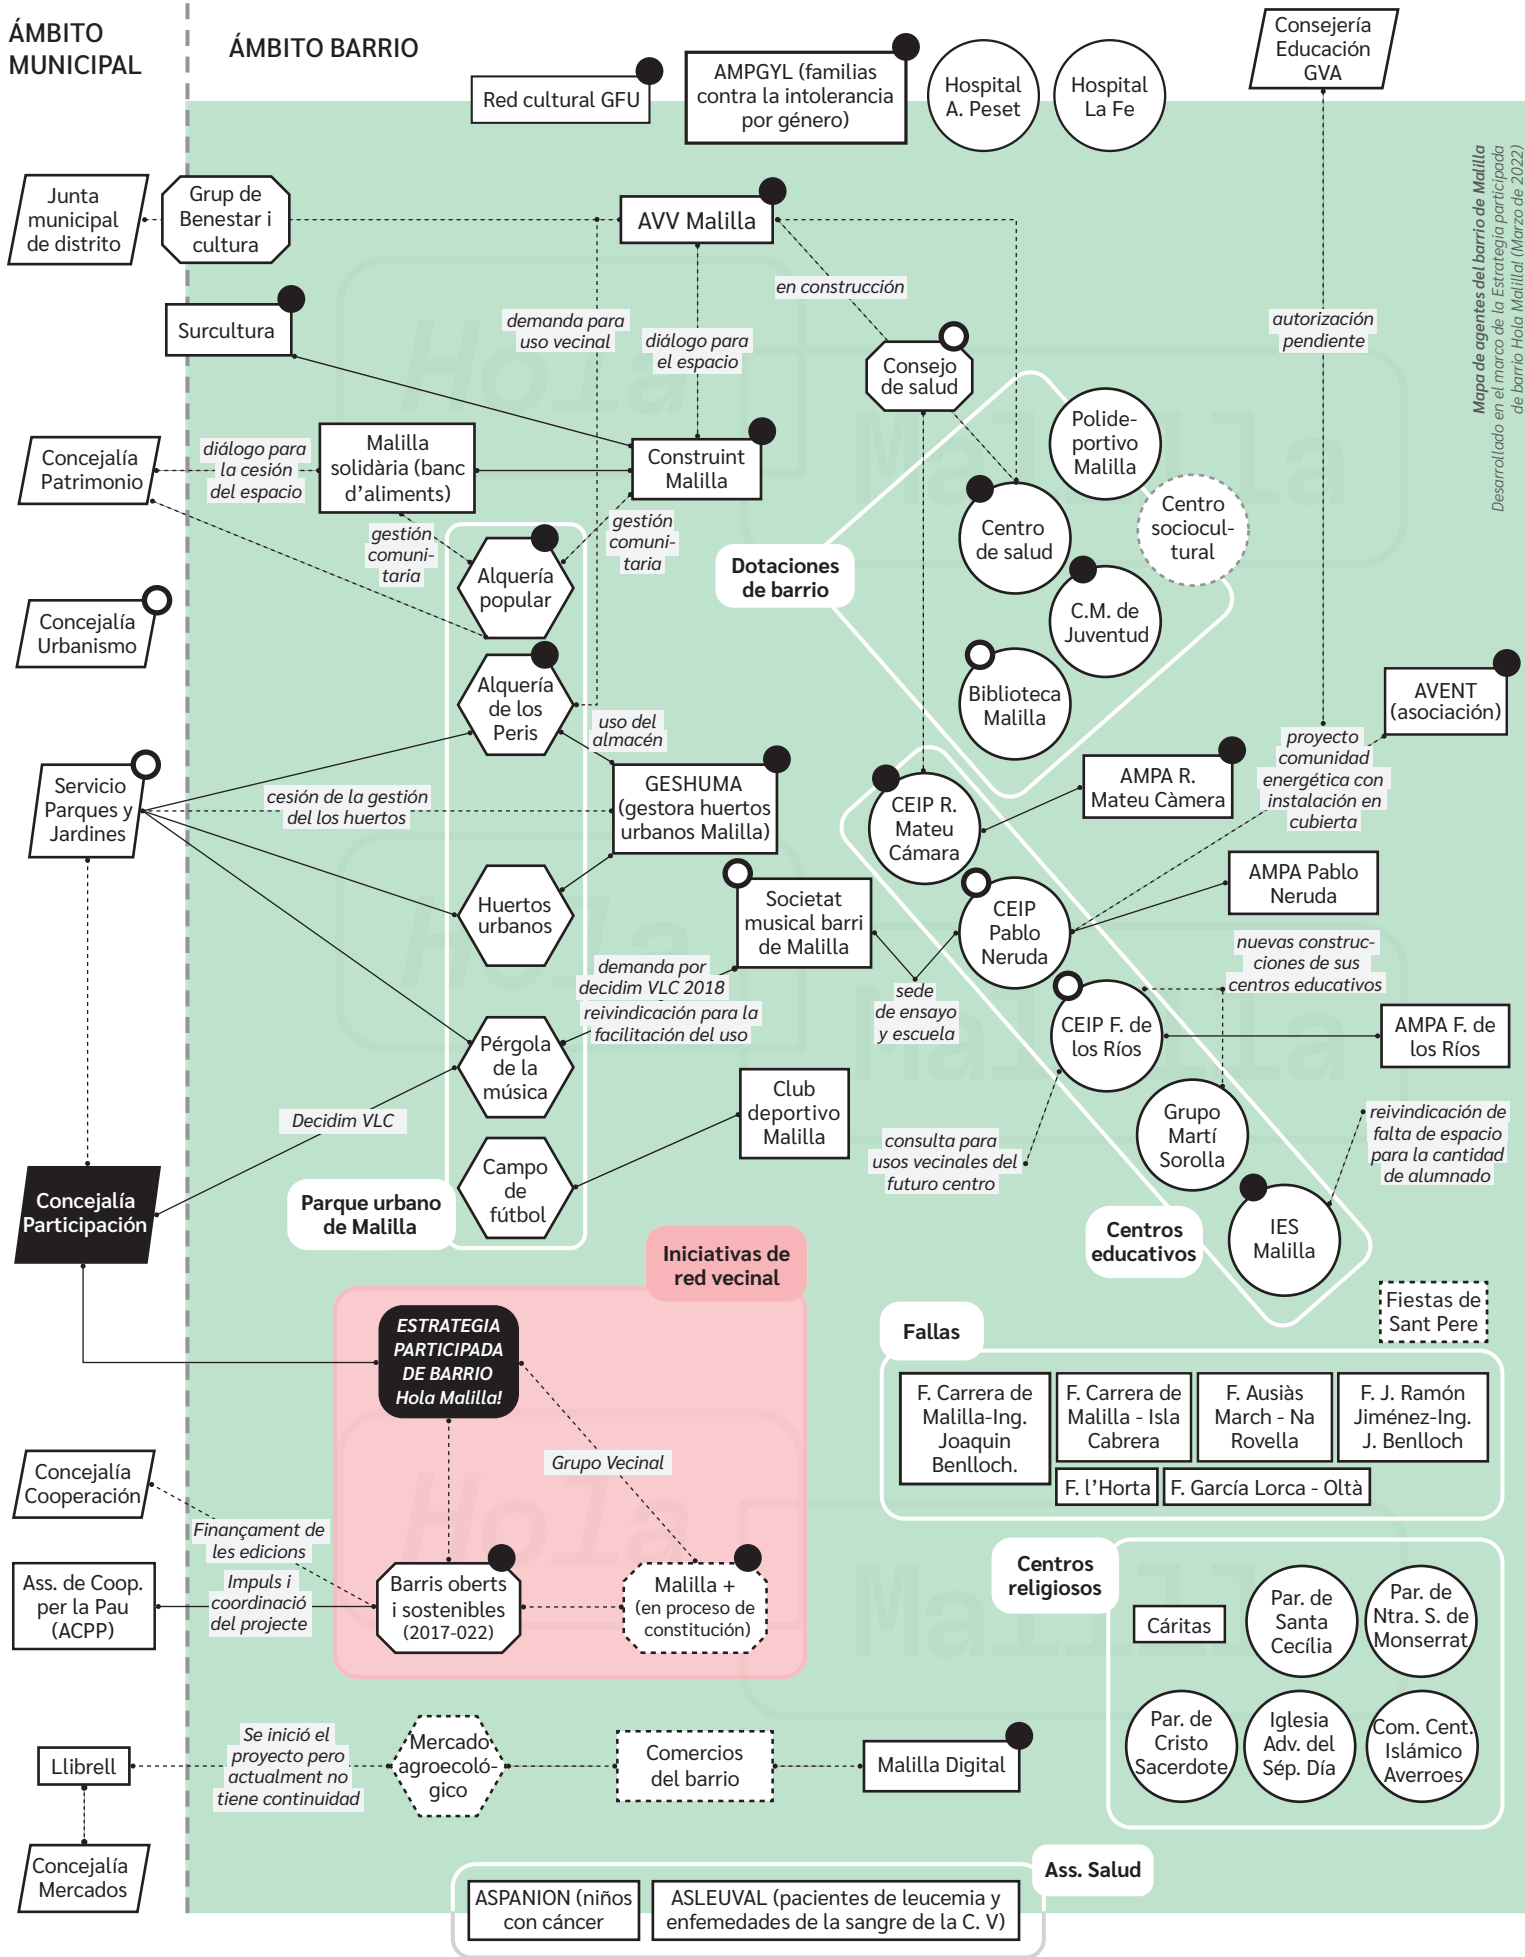 ÁMBITO
MUNICIPAL
ÁMBITO BARRIO
Red cultural GFU
AMPGYL (familias
contra la intolerancia
por género)
Hospital
A. Peset
Hospital
La Fe
Consejería
Educación
GVA
Mapa de agentes del barrio de Malilla
Desarrollado en el marco de la Estrategia participada
de barrio Hola Malilla! (Marzo de 2022)
Junta
municipal
de distrito
Grup de
Benestar i
cultura
AVV Malilla
en construcción
Surcultura
demanda para
uso vecinal
diálogo para
el espacio
autorización
pendiente
Consejo
de salud
Concejalía
Patrimonio
diálogo para
la cesión
del espacio
Malilla
solidària (banc
d'aliments)
Construint
Malilla
Polide-
portivo
Malilla
Centro
sociocul-
tural
Centro
de salud
gestión
comuni-
taria
gestión
comuni-
taria
Alquería
popular
Dotaciones
de barrio
C.M. de
Juventud
Concejalía
Urbanismo
Alquería
de los
Peris
Biblioteca
Malilla
AVENT
(asociación)
uso del
almacén
Servicio
Parques y
Jardines
cesión de la gestión
del los huertos
GESHUMA
(gestora huertos
urbanos Malilla)
CEIP R.
Mateu
Cámara
AMPA R.
Mateu Càmera
proyecto
comunidad
energética con
instalación en
cubierta
Huertos
urbanos
Societat
musical barri
de Malilla
CEIP
Pablo
Neruda
AMPA Pablo
Neruda
demanda por
decidim VLC 2018
reivindicación para la
facilitación del uso
sede
de ensayo
y escuela
nuevas construc-
ciones de sus
centros educativos
CEIP F. de
los Ríos
AMPA F. de
los Ríos
Pérgola
de la
música
Decidim VLC
Club
deportivo
Malilla
Grupo
Martí
Sorolla
consulta para
usos vecinales del
futuro centro
reivindicación de
falta de espacio
para la cantidad
de alumnado
Concejalía
Participación
Campo
de
fútbol
Parque urbano
de Malilla
Centros
educativos
IES
Malilla
Iniciativas de
red vecinal
ESTRATEGIA
PARTICIPADA
DE BARRIO
Hola Malilla!
Fiestas de
Sant Pere
Fallas
F. Carrera de
Malilla-Ing.
Joaquin
Benlloch.
F. Carrera de
Malilla - Isla
Cabrera
F. Ausiàs
March - Na
Rovella
F. J. Ramón
Jiménez-Ing.
J. Benlloch
F. l'Horta
F. García Lorca - Oltà
Grupo Vecinal
Concejalía
Cooperación
Finançament de
les edicions
Ass. de Coop.
per la Pau
(ACPP)
Impuls i
coordinació
del projecte
Barris oberts
i sostenibles
(2017-022)
Malilla +
(en proceso de
constitución)
Centros
religiosos
Cáritas
Par. de
Santa
Cecília
Par. de
Ntra. S. de
Monserrat
Par. de
Cristo
Sacerdote
Iglesia
Adv. del
Sép. Día
Com. Cent.
Islámico
Averroes
Llibrell
Se inició el
proyecto pero
actualment no
tiene continuidad
Mercado
agroecoló-
gico
Comercios
del barrio
Malilla Digital
Concejalía
Mercados
Ass. Salud
ASPANION (niños
con cáncer
ASLEUVAL (pacientes de leucemia y
enfemedades de la sangre de la C. V)
Hola
Malilla
Hola
Malilla
Hola
Malilla